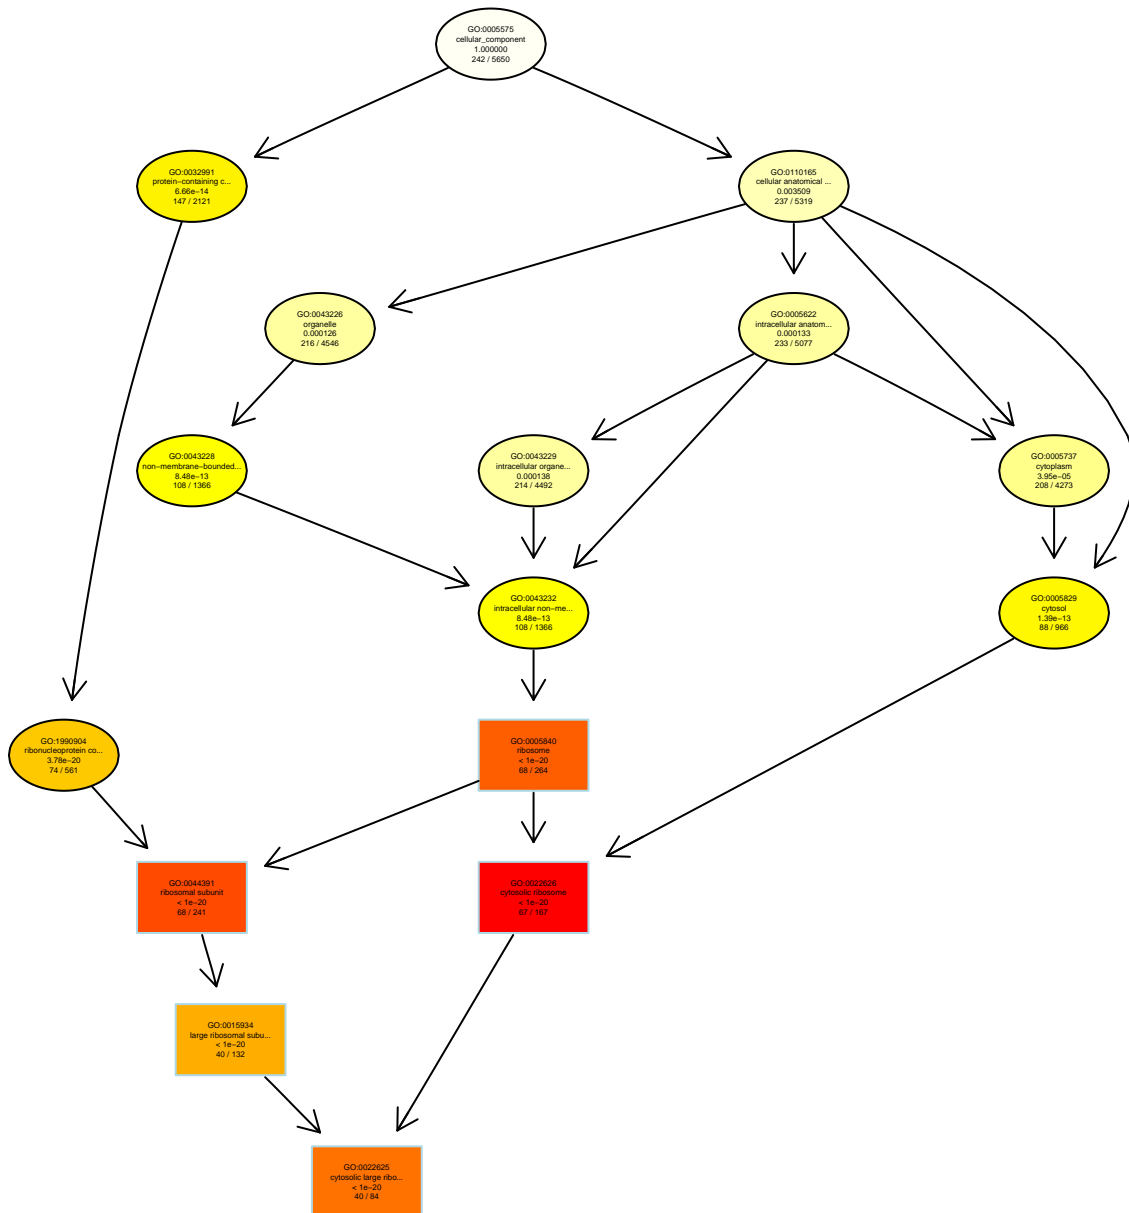 GO:0005575
cellular_component
1.000000
242 / 5650
GO:0032991
protein−containing c...
6.66e−14
147 / 2121
GO:0110165
cellular anatomical ...
0.003509
237 / 5319
GO:0043226
organelle
0.000126
216 / 4546
GO:0005622
intracellular anatom...
0.000133
233 / 5077
GO:0043228
non−membrane−bounded...
8.48e−13
108 / 1366
GO:0043229
intracellular organe...
0.000138
214 / 4492
GO:0005737
cytoplasm
3.95e−05
208 / 4273
GO:0043232
intracellular non−me...
8.48e−13
108 / 1366
GO:0005829
cytosol
1.39e−13
88 / 966
GO:1990904
ribonucleoprotein co...
3.78e−20
74 / 561
GO:0005840
ribosome
< 1e−20
68 / 264
GO:0044391
ribosomal subunit
< 1e−20
68 / 241
GO:0022626
cytosolic ribosome
< 1e−20
67 / 167
GO:0015934
large ribosomal subu...
< 1e−20
40 / 132
GO:0022625
cytosolic large ribo...
< 1e−20
40 / 84